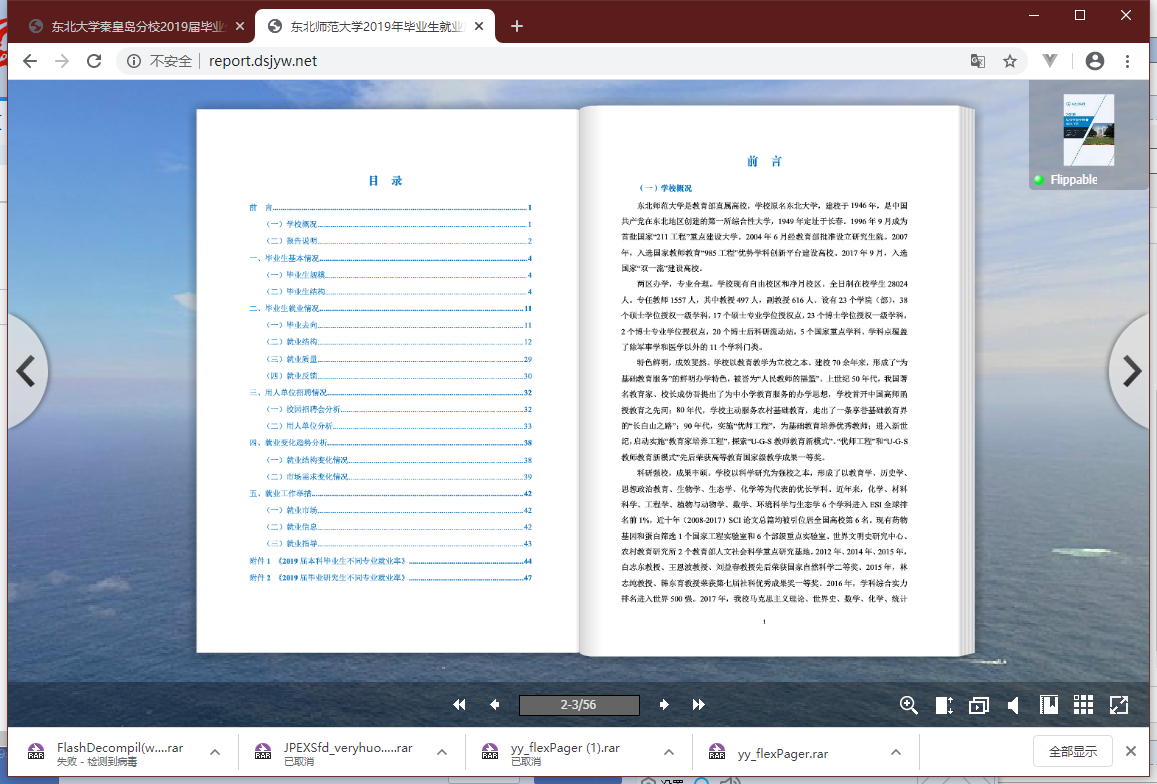 东北大学秦皇岛分校2019届毕业
东北师范大学2019年毕业生就业
不安全
report.dsjyw.net
Flippable
目 录
前 言 1
（一）学校概况 1
（二）报告说明 2
一、毕业生基本情况 4
（一）毕业生规模 4
（二）毕业生结构 4
二、毕业生就业情况 11
（一）毕业去向 11
（二）就业结构 12
（三）就业质量 29
（四）就业反馈 30
三、用人单位招聘情况 32
（一）校园招聘会分析 32
（二）用人单位分析 33
四、就业变化趋势分析 38
（一）就业结构变化情况 38
（二）市场需求变化情况 39
五、就业工作举措 42
（一）就业市场 42
（二）就业信息 42
（三）就业指导 43
附件 1 《2019 届本科毕业生不同专业就业率》 44
附件 2 《2019 届毕业研究生不同专业就业率》 47
前 言
（一）学校概况
东北师范大学是教育部直属高校，学校原名东北大学，建校于 1946 年，是中国
共产党在东北地区创建的第一所综合性大学，1949 年定址于长春。1996 年 9 月成为
首批国家“211 工程”重点建设大学。2004 年 6 月经教育部批准设立研究生院。2007
年，入选国家教师教育“985 工程”优势学科创新平台建设高校。2017 年 9 月，入选
国家“双一流”建设高校。
两区办学，专业合理。学校现有自由校区和净月校区。全日制在校学生 28024
人。专任教师 1557 人，其中教授 497 人，副教授 616 人。设有 23 个学院（部），38
个硕士学位授权一级学科，17 个硕士专业学位授权点，23 个博士学位授权一级学科，
2 个博士专业学位授权点，20 个博士后科研流动站，5 个国家重点学科。学科点覆盖
了除军事学和医学以外的 11 个学科门类。
特色鲜明，成效斐然。学校以教育教学为立校之本。建校 70 余年来，形成了“为
基础教育服务”的鲜明办学特色，被誉为“人民教师的摇篮”。上世纪 50 年代，我国著
名教育家、校长成仿吾提出了为中小学教育服务的办学思想，学校首开中国高师函
授教育之先河；80 年代，学校主动服务农村基础教育，走出了一条享誉基础教育界
的“长白山之路”；90 年代，实施“优师工程”，为基础教育培养优秀教师；进入新世
纪，启动实施“教育家培养工程”，探索“U-G-S 教师教育新模式”。“优师工程”和“U-G-S
教师教育新模式”先后荣获高等教育国家级教学成果一等奖。
科研强校，成果丰硕。学校以科学研究为强校之本，形成了以教育学、历史学、
思想政治教育、生物学、生态学、化学等为代表的优长学科。近年来，化学、材料
科学、工程学、植物与动物学、数学、环境科学与生态学 6 个学科进入 ESI 全球排
名前 1%。近十年（2008-2017）SCI 论文总篇均被引位居全国高校第 6 名。现有药物
基因和蛋白筛选 1 个国家工程实验室和 6 个部级重点实验室。世界文明史研究中心、
农村教育研究所 2 个教育部人文社会科学重点研究基地。2012 年、2014 年、2015 年，
白志东教授、王恩波教授、刘益春教授先后荣获国家自然科学二等奖。2015 年，林
志纯教授、韩东育教授荣获第七届社科优秀成果奖一等奖。2016 年，学科综合实力
排名进入世界 500 强。2017 年，我校马克思主义理论、世界史、数学、化学、统计
1
2-3/56
FlashDecompil(w....rar
失败 - 检测到病毒
JPEXSfd_veryhuo.....rar
已取消
yy_flexPager (1).rar
已取消
yy_flexPager.rar
全部显示